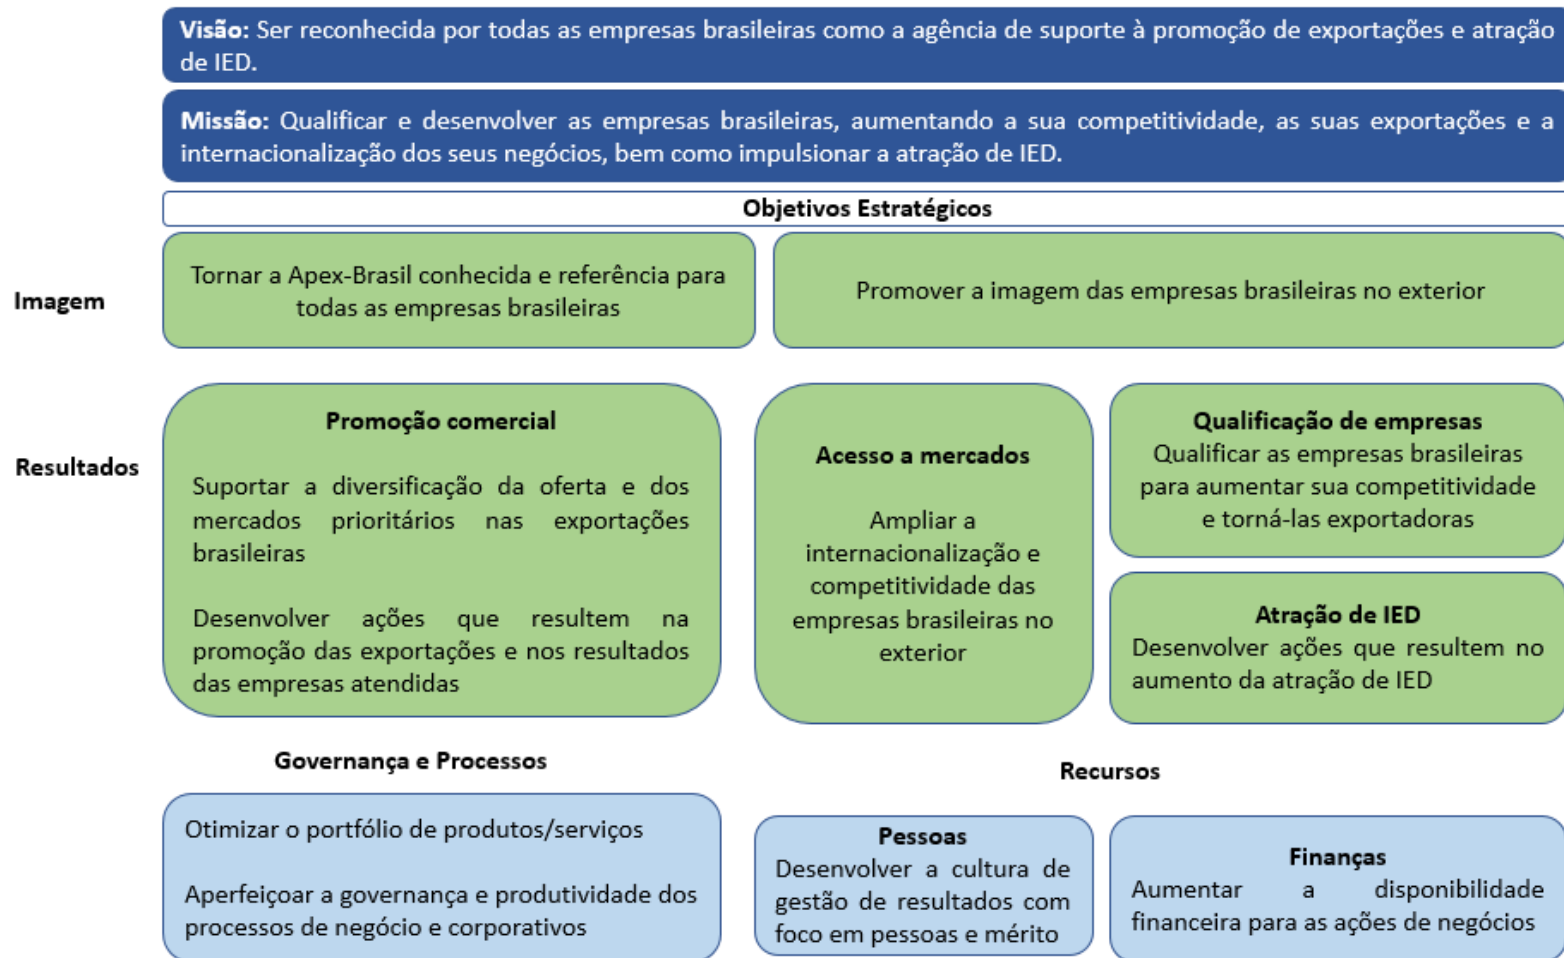 Visão: Ser reconhecida por todas as empresas brasileiras como a agência de suporte à promoção de exportações e atração
de IED.
Missão: Qualificar e desenvolver as empresas brasileiras, aumentando a sua competitividade, as suas exportações e a
internacionalização dos seus negócios, bem como impulsionar a atração de IED.
Objetivos Estratégicos
Imagem
Tornar a Apex-Brasil conhecida e referência para
todas as empresas brasileiras
Promover a imagem das empresas brasileiras no exterior
Resultados
Promoção comercial
Suportar a diversificação da oferta e dos
mercados prioritários nas exportações
brasileiras
Desenvolver ações que resultem na
promoção das exportações e nos resultados
das empresas atendidas
Acesso a mercados
Ampliar a
internacionalização e
competitividade das
empresas brasileiras no
exterior
Qualificação de empresas
Qualificar as empresas brasileiras
para aumentar sua competitividade
e torná-las exportadoras
Atração de IED
Desenvolver ações que resultem no
aumento da atração de IED
Governança e Processos
Otimizar o portfólio de produtos/serviços
Aperfeiçoar a governança e produtividade dos
processos de negócio e corporativos
Recursos
Pessoas
Desenvolver a cultura de
gestão de resultados com
foco em pessoas e mérito
Finanças
Aumentar a disponibilidade
financeira para as ações de negócios